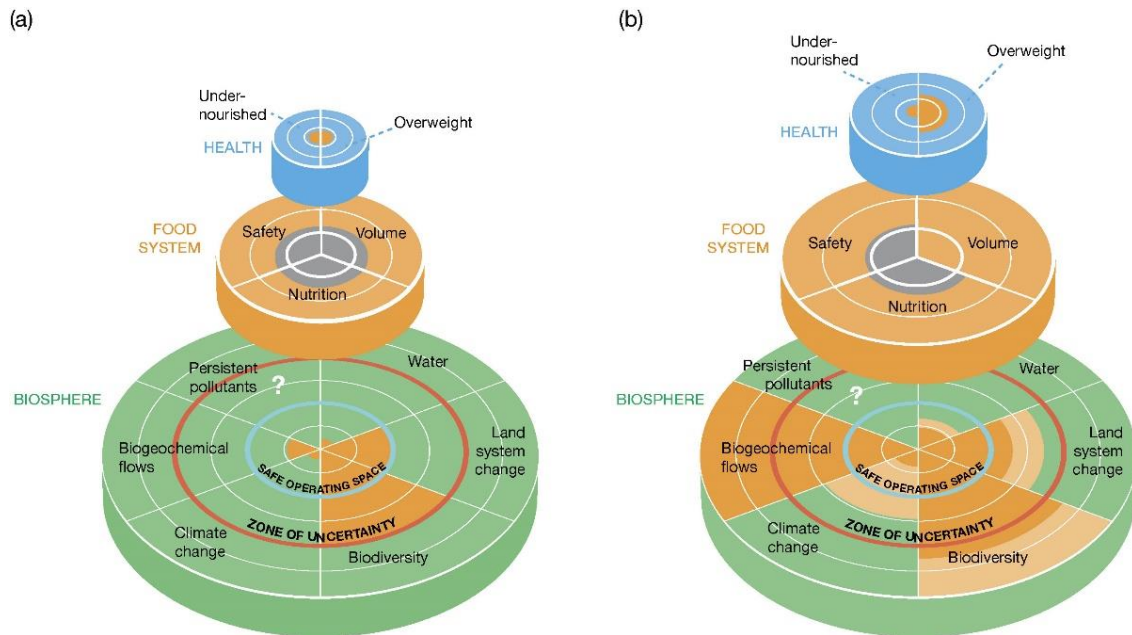 (a)
Under-
nourished
Overweight
HEALTH
FOOD
SYSTEM
Safety
Volume
Nutrition
BIOSPHERE
Persistent
pollutants
?
Water
Biogeochemical
flows
Land
system
change
SAFE OPERATING SPACE
ZONE OF UNCERTAINTY
Climate
change
Biodiversity
(b)
Under-
nourished
Overweight
HEALTH
FOOD
SYSTEM
Safety
Volume
Nutrition
BIOSPHERE
Persistent
pollutants
?
Water
Biogeochemical
flows
Land
system
change
SAFE OPERATING SPACE
ZONE OF UNCERTAINTY
Climate
change
Biodiversity